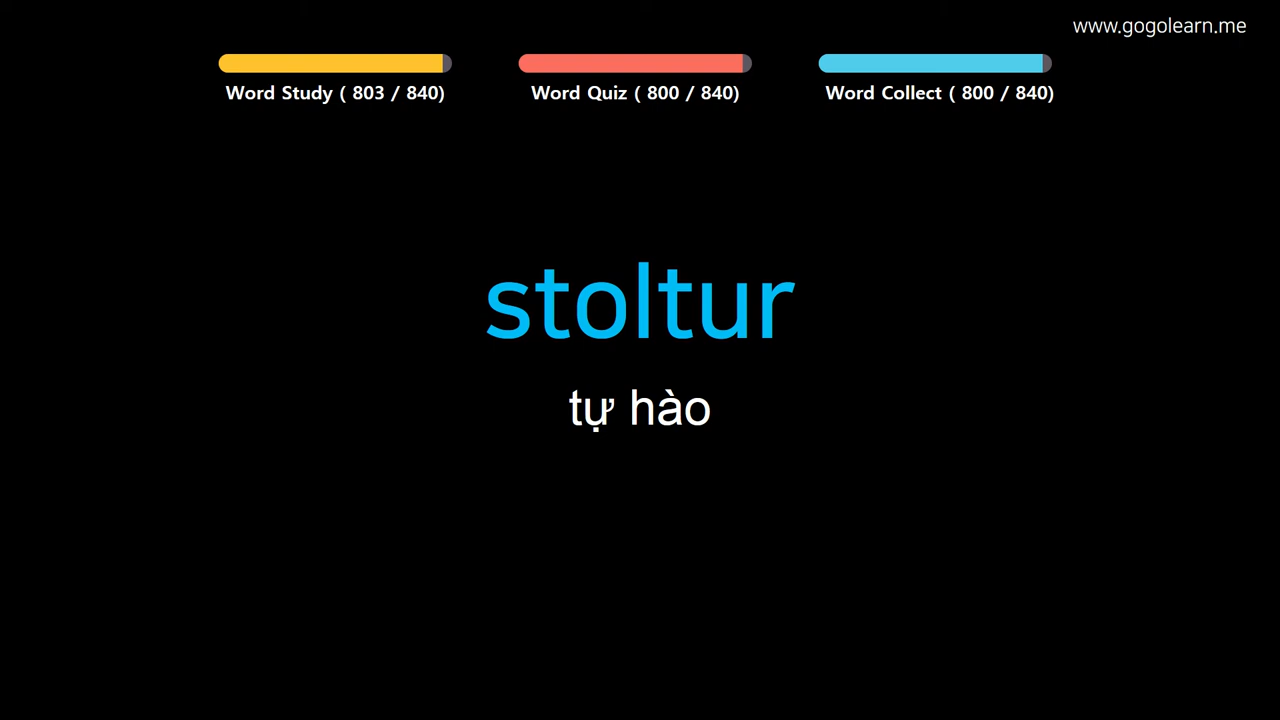 www.gogolearn.me
Word Study ( 803 / 840)
Word Quiz ( 800 / 840)
Word Collect ( 800 / 840)
stoltur
tự hào